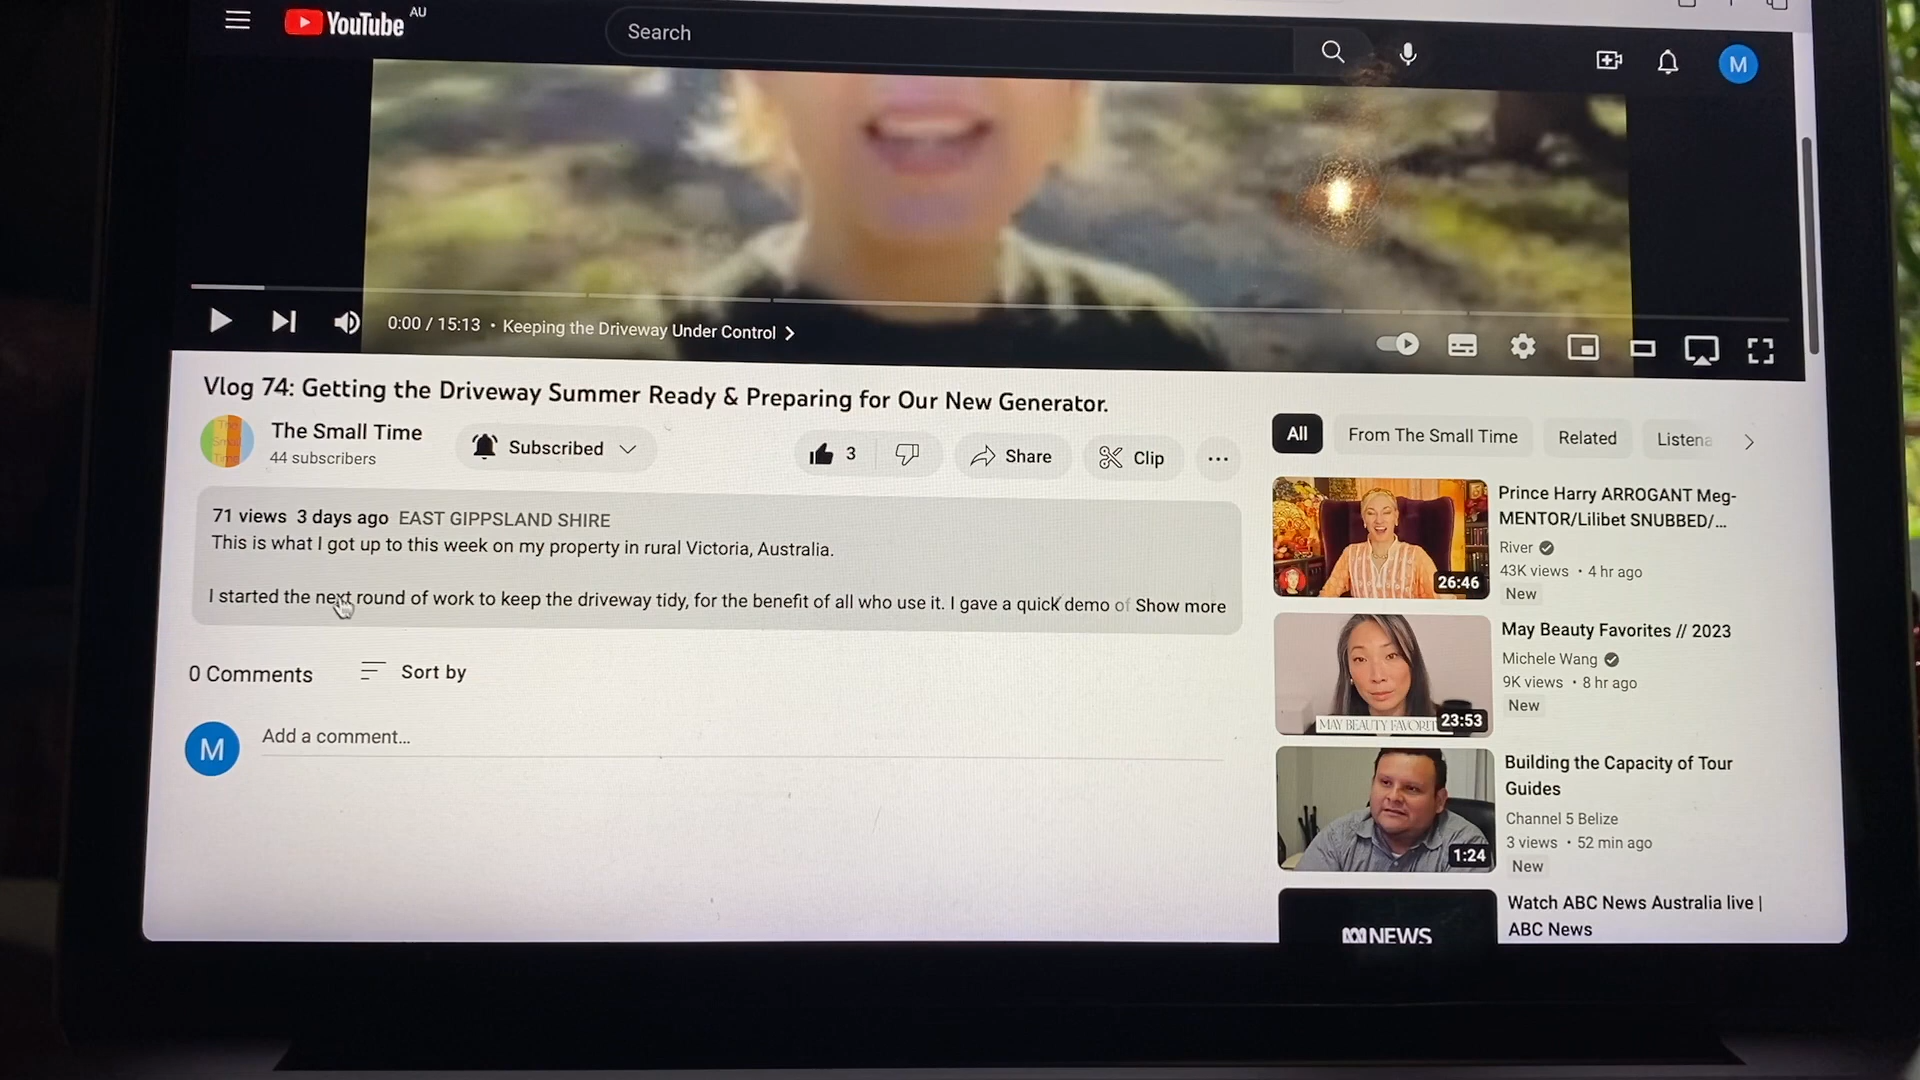 YouTube AU
Search
M
0:00 / 15:13 • Keeping the Driveway Under Control
Vlog 74: Getting the Driveway Summer Ready & Preparing for Our New Generator.
The Small Time
The Small Time
44 subscribers
Subscribed
3
Share
Clip
71 views 3 days ago EAST GIPPSLAND SHIRE
This is what I got up to this week on my property in rural Victoria, Australia.
I started the next round of work to keep the driveway tidy, for the benefit of all who use it. I gave a quick demo of Show more
0 Comments
Sort by
M
Add a comment...
All
From The Small Time
Related
Listena
26:46
Prince Harry ARROGANT Meg-
MENTOR/Lilibet SNUBBED/...
River
43K views • 4 hr ago
New
MAY BEAUTY FAVORIT
23:53
May Beauty Favorites // 2023
Michele Wang
9K views • 8 hr ago
New
1:24
Building the Capacity of Tour
Guides
Channel 5 Belize
3 views • 52 min ago
New
NEWS
Watch ABC News Australia live |
ABC News